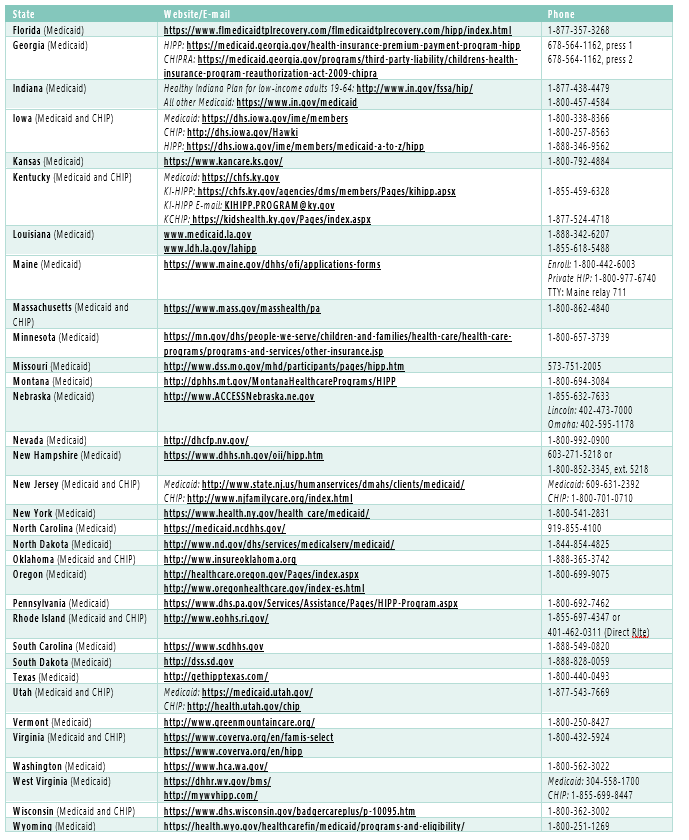 State Website/E-mail Phone
Florida (Medicaid) https://www.flmedicaidtplrecovery.com/flmedicaidtplrecovery.com/hipp/index.html 1-877-357-3268
Georgia (Medicaid) HIPP: https://medicaid.georgia.gov/health-insurance-premium-payment-program-hipp 678-564-1162, press 1
CHIPRA: https://medicaid.georgia.gov/programs/third-party-liability/childrens-health- 678-564-1162, press 2
insurance-program-reauthorization-act-2009-chipra
Indiana (Medicaid) Healthy Indiana Plan for low-income adults 19-64: http://www.in.gov/fssa/hip/ 1-877-438-4479
All other Medicaid: https://www.in.gov/medicaid 1-800-457-4584
Iowa (Medicaid and CHIP) Medicaid: https://dhs.iowa.gov/ime/members 1-800-338-8366
CHIP: http://dhs.iowa.gov/Hawki 1-800-257-8563
HIPP: https://dhs.iowa.gov/ime/members/medicaid-a-to-z/hipp 1-888-346-9562
Kansas (Medicaid) https://www.kancare.ks.gov/ 1-800-792-4884
Kentucky (Medicaid and CHIP) Medicaid: https://chfs.ky.gov
KI-HIPP: https://chfs.ky.gov/agencies/dms/member/Pages/kihipp.apsx 1-855-459-6328
KI-HIPP E-mail: KIHIPP.PROGRAM@ky.gov
KCHIP: https://kidshealth.ky.gov/Pages/index.aspx 1-877-524-4718
Louisiana (Medicaid) www.medicaid.la.gov 1-888-342-6207
www.ldh.la.gov/lahipp 1-855-618-5488
Maine (Medicaid) https://www.maine.gov/dhhs/ofi/applications-forms Enroll: 1-800-442-6003
Private HIP: 1-800-977-6740
TTY: Maine relay 711
Massachusetts (Medicaid and https://www.mass.gov/masshealth/pa 1-800-862-4840
CHIP)
Minnesota (Medicaid) https://mn.gov/dhs/people-we-serve/children-and-families/health-care/health-care- 1-800-657-3739
programs/programs-and-services/other-insurance.jsp
Missouri (Medicaid) http://www.dss.mo.gov/mhd/participants/pages/hipp.htm 573-751-2005
Montana (Medicaid) http://dphhs.mt.gov/MontanaHealthcarePrograms/HIPP 1-800-694-3084
Nebraska (Medicaid) http://www.ACCESSNebraska.ne.gov 1-855-632-7633
Lincoln: 402-473-7000
Omaha: 402-595-1178
Nevada (Medicaid) http://dhcfp.nv.gov/ 1-800-992-0900
New Hampshire (Medicaid) https://www.dhhs.nh.gov/oii/hipp.htm 603-271-5218 or
1-800-852-3345, ext. 5218
New Jersey (Medicaid and CHIP) Medicaid: http://www.state.nj.us/humanservices/dmahs/clients/medicaid/ Medicaid: 609-631-2392
CHIP: http://www.njfamilycare.org/index.html CHIP: 1-800-701-0710
New York (Medicaid) https://www.health.ny.gov/health_care/medicaid/ 1-800-541-2831
North Carolina (Medicaid) https://medicaid.ncdhhs.gov/ 919-855-4100
North Dakota (Medicaid) http://www.nd.gov/dhs/services/medicalserv/medicaid/ 1-844-854-4825
Oklahoma (Medicaid and CHIP) http://www.insureoklahoma.org 1-888-365-3742
Oregon (Medicaid) http://healthcare.oregon.gov/Pages/index.aspx 1-800-699-9075
http://www.oregonhealthcare.gov/index-es.html
Pennsylvania (Medicaid) https://www.dhs.pa.gov/Services/Assistance/Pages/HIPP-Program.aspx 1-800-692-7462
Rhode Island (Medicaid and CHIP) http://www.eohhs.ri.gov/ 1-855-697-4347 or
401-462-0311 (Direct RIte)
South Carolina (Medicaid) https://www.scdhhs.gov 1-888-549-0820
South Dakota (Medicaid) http://dss.sd.gov 1-888-828-0059
Texas (Medicaid) http://gethipptexas.com/ 1-800-440-0493
Utah (Medicaid and CHIP) Medicaid: https://medicaid.utah.gov/ 1-877-543-7669
CHIP: http://health.utah.gov/chip
Vermont (Medicaid) http://www.greenmountaincare.org/ 1-800-250-8427
Virginia (Medicaid and CHIP) https://www.coverva.org/en/famis-select 1-800-432-5924
https://www.coverva.org/en/hipp
Washington (Medicaid) https://www.hca.wa.gov/ 1-800-562-3022
West Virginia (Medicaid) https://dhhr.wv.gov/bms/ Medicaid: 304-558-1700
http://mywvhipp.com/ CHIP: 1-855-699-8447
Wisconsin (Medicaid and CHIP) https://www.dhs.wisconsin.gov/badgercareplus/p-10095.htm 1-800-362-3002
Wyoming (Medicaid) https://health.wyo.gov/healthcarefin/medicaid/programs-and-eligibility/ 1-800-251-1269